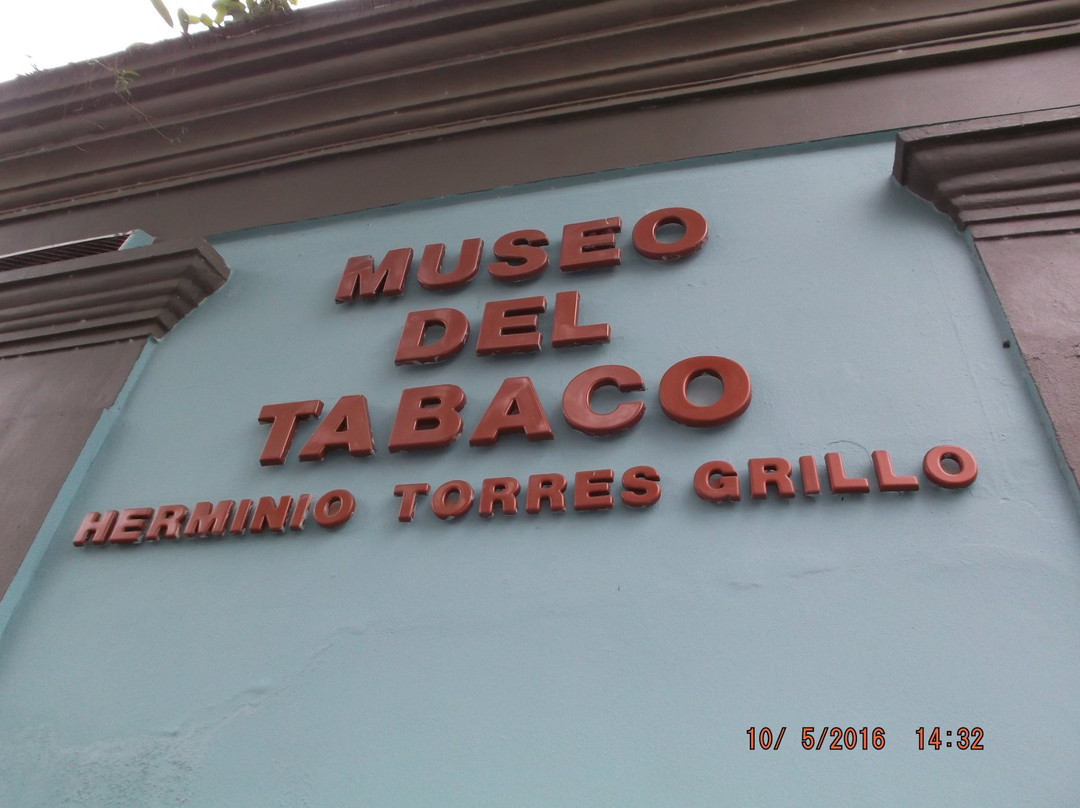 MUSEO
DEL
TABACO
HERMINIO TORRES GRILLO
10/ 5/2016 14:32